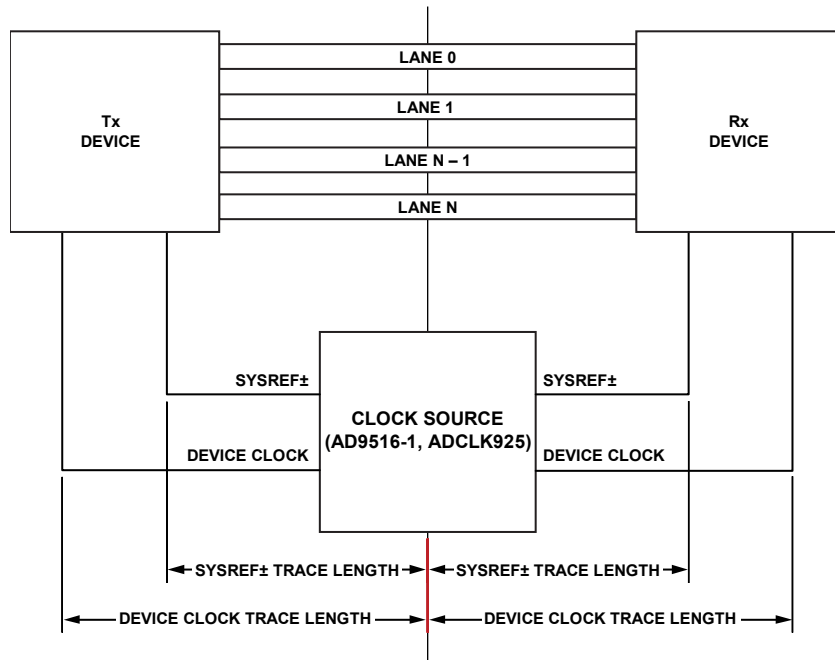 LANE 0
LANE 1
LANE N – 1
LANE N
Tx
DEVICE
Rx
DEVICE
SYSREF±
SYSREF±
CLOCK SOURCE
(AD9516-1, ADCLK925)
DEVICE CLOCK
DEVICE CLOCK
SYSREF± TRACE LENGTH
SYSREF± TRACE LENGTH
DEVICE CLOCK TRACE LENGTH
DEVICE CLOCK TRACE LENGTH